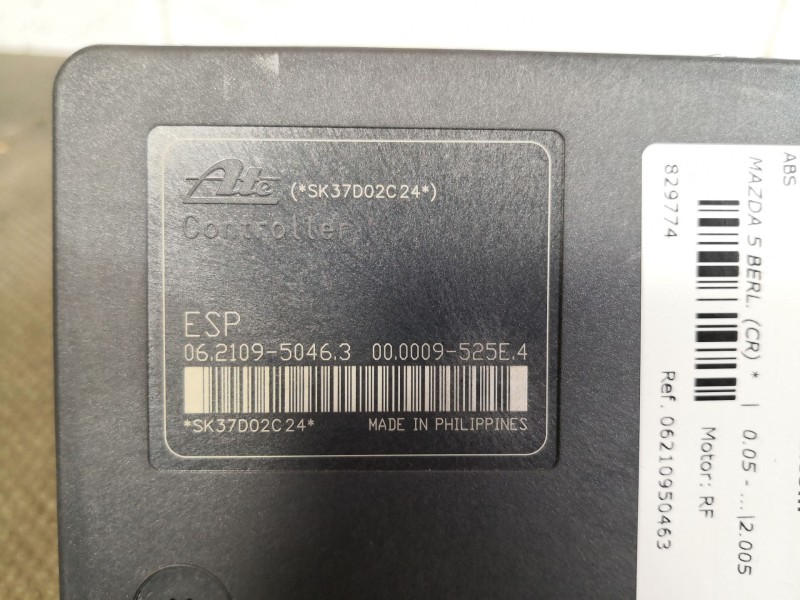 Ate (*SK37D02C24*)
Controller
ESP
06.2109-5046.3 00.0009-525E.4
*SK37D02C24* MADE IN PHILIPPINES
ABS
MAZDA 5 BERL. (CR) * | 0.05 - ...|2.005
829774
Motor: RF
Ref. 06210950463